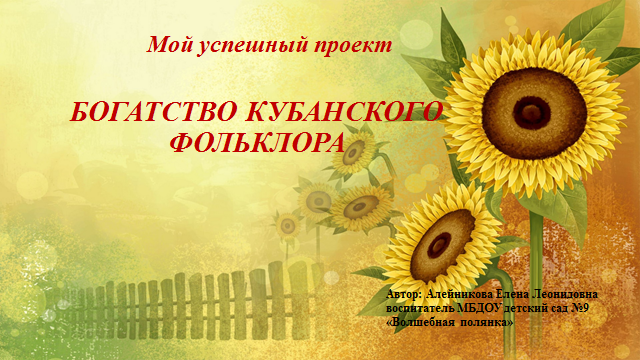 Мой успешный проект
БОГАТСТВО КУБАНСКОГО
ФОЛЬКЛОРА
Автор: Алейникова Елена Леонидовна
воспитатель МБДОУ детский сад №9
«Волшебная полянка»